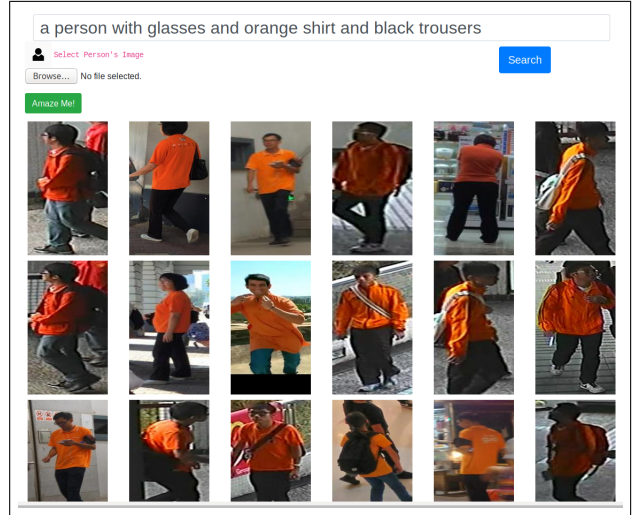 a person with glasses and orange shirt and black trousers
Select Person's Image
Search
Browse... No file selected.
Amaze Me!